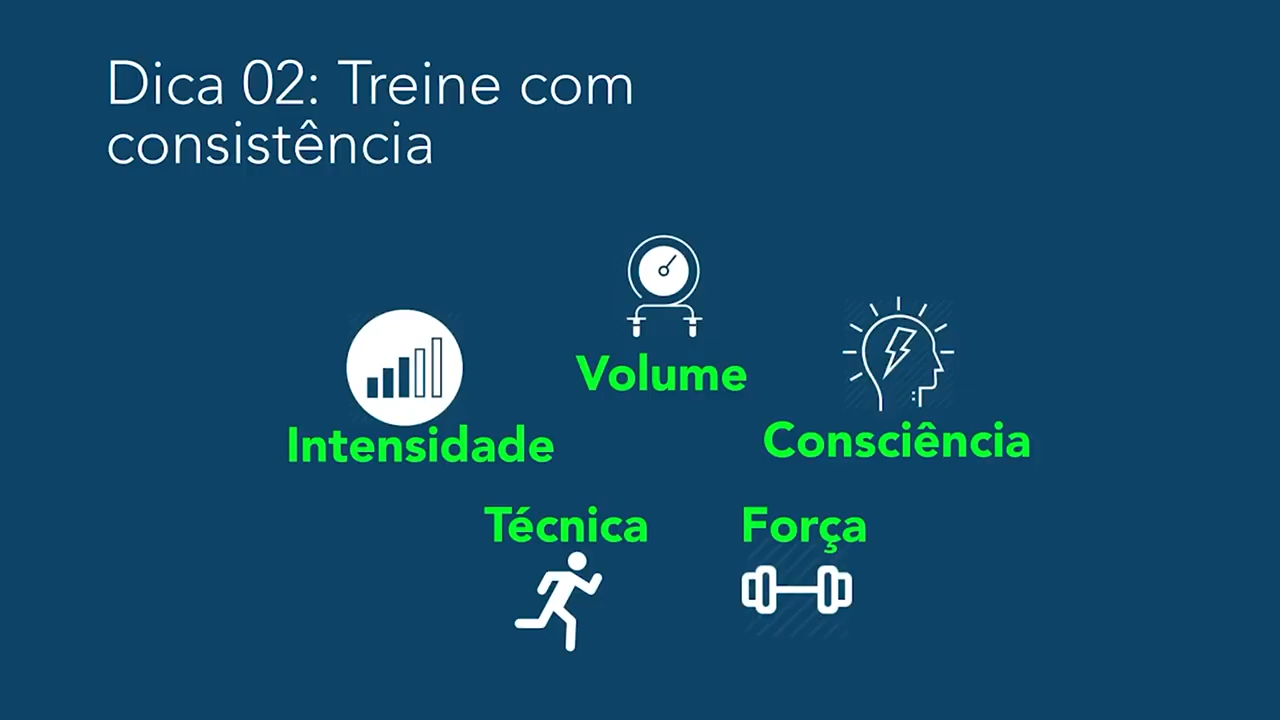 Dica 02: Treine com
consistência
Volume
Intensidade
Consciência
Técnica
Força